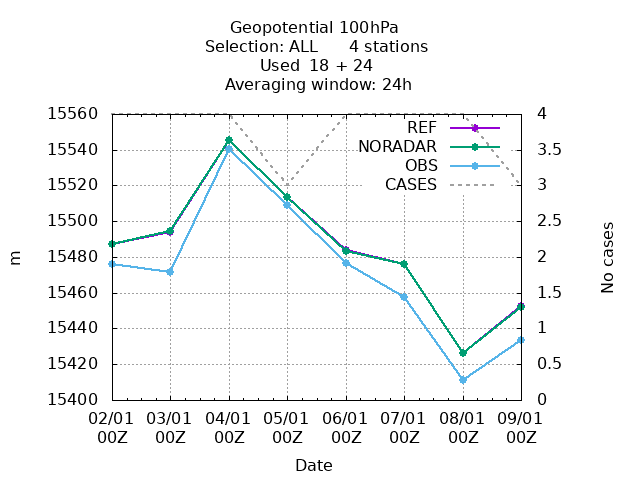 Geopotential 100hPa
Selection: ALL 4 stations
Used 18 + 24
Averaging window: 24h
15560
15540
15520
15500
15480
15460
15440
15420
15400
m
4
3.5
3
2.5
2
1.5
1
0.5
0
No cases
REF
NORADAR
OBS
CASES
02/01 03/01 04/01 05/01 06/01 07/01 08/01 09/01
00Z 00Z 00Z 00Z 00Z 00Z 00Z 00Z
Date